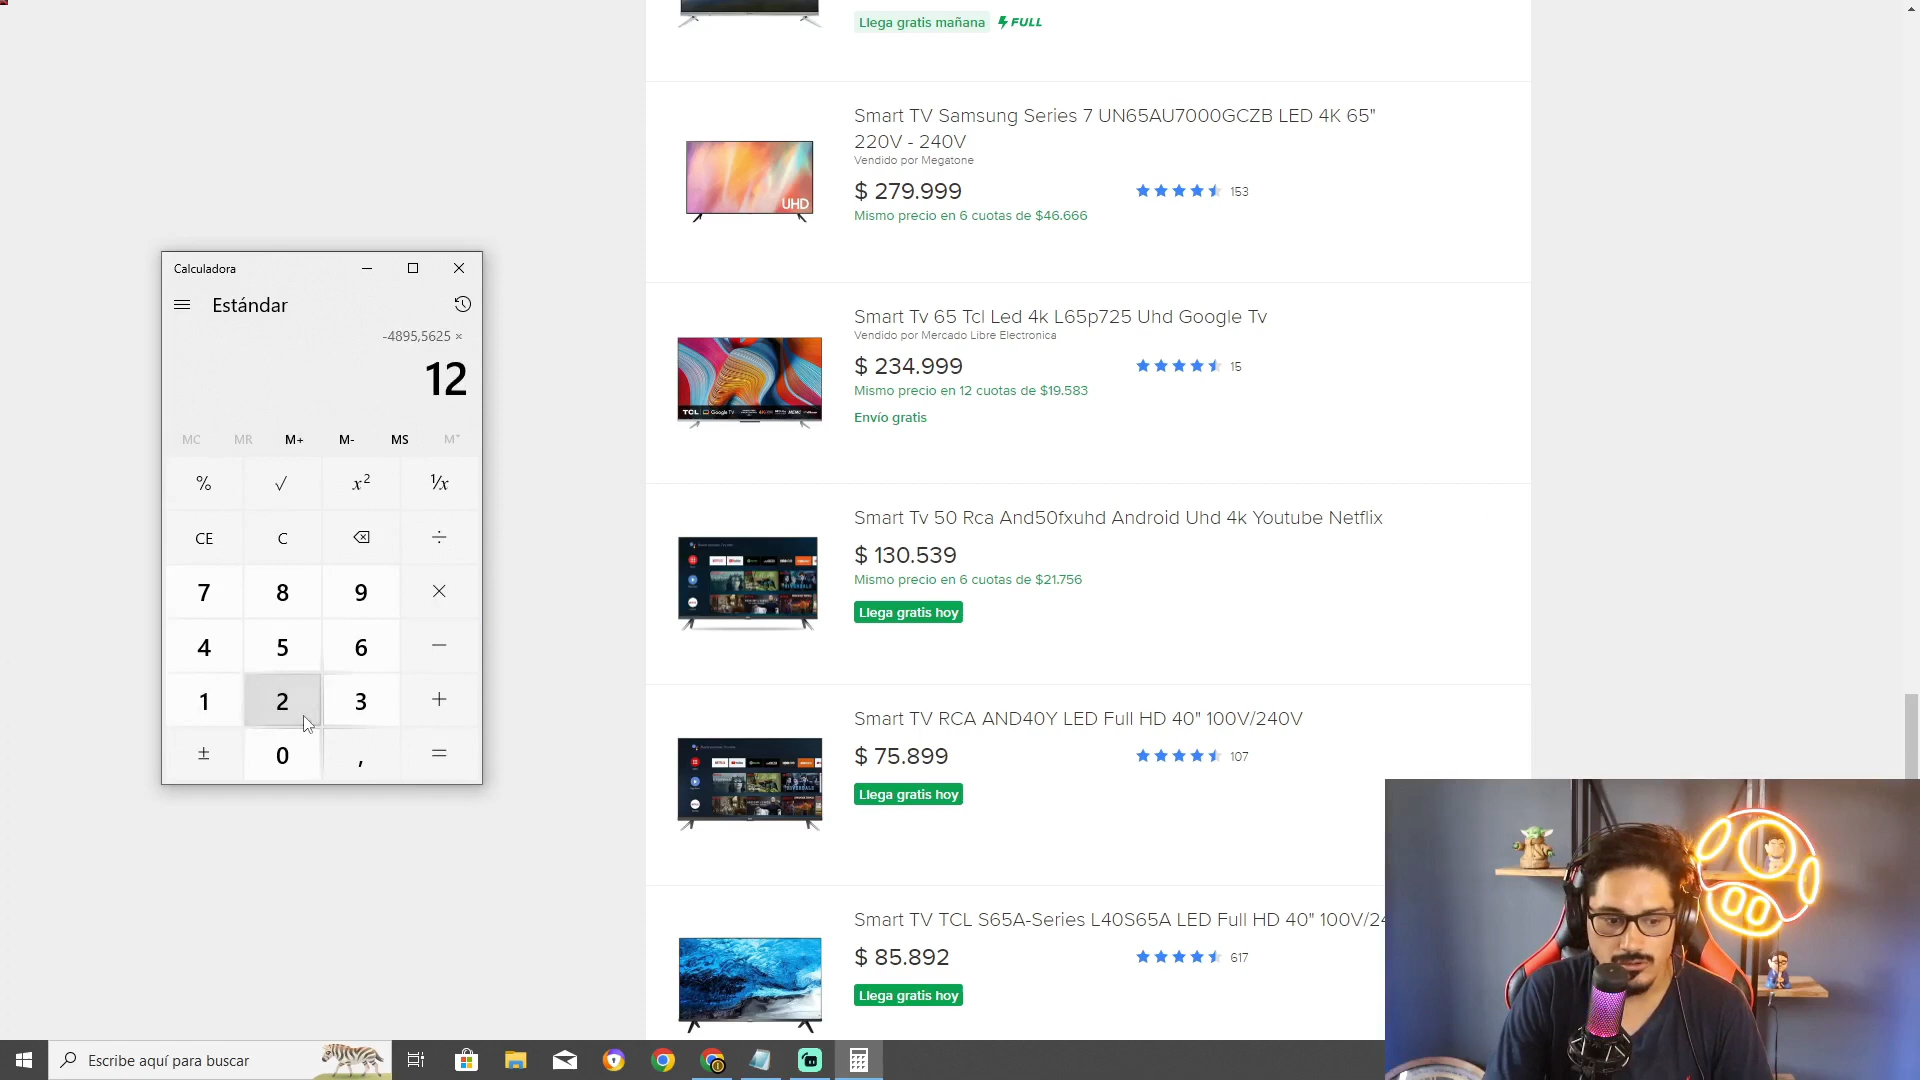 Llega gratis mañana FULL
Smart TV Samsung Series 7 UN65AU7000GCZB LED 4K 65"
220V - 240V
Vendido por Megatone
$ 279.999
153
Mismo precio en 6 cuotas de $46.666
UHD
Smart Tv 65 Tcl Led 4k L65p725 Uhd Google Tv
Vendido por Mercado Libre Electronica
$ 234.999
15
Mismo precio en 12 cuotas de $19.583
Envío gratis
TCL Google TV
Smart Tv 50 Rca And50fxuhd Android Uhd 4k Youtube Netflix
$ 130.539
Mismo precio en 6 cuotas de $21.756
Llega gratis hoy
Smart TV RCA AND40Y LED Full HD 40" 100V/240V
$ 75.899
107
Llega gratis hoy
Smart TV TCL S65A-Series L40S65A LED Full HD 40" 100V/24
$ 85.892
617
Llega gratis hoy
Calculadora
Estándar
-4895,5625 ×
12
MC MR M+ M- MS M˅
% √ x² ¹/x
CE C ÷
7 8 9 ×
4 5 6 −
1 2 3 +
± 0 , =
Escribe aquí para buscar